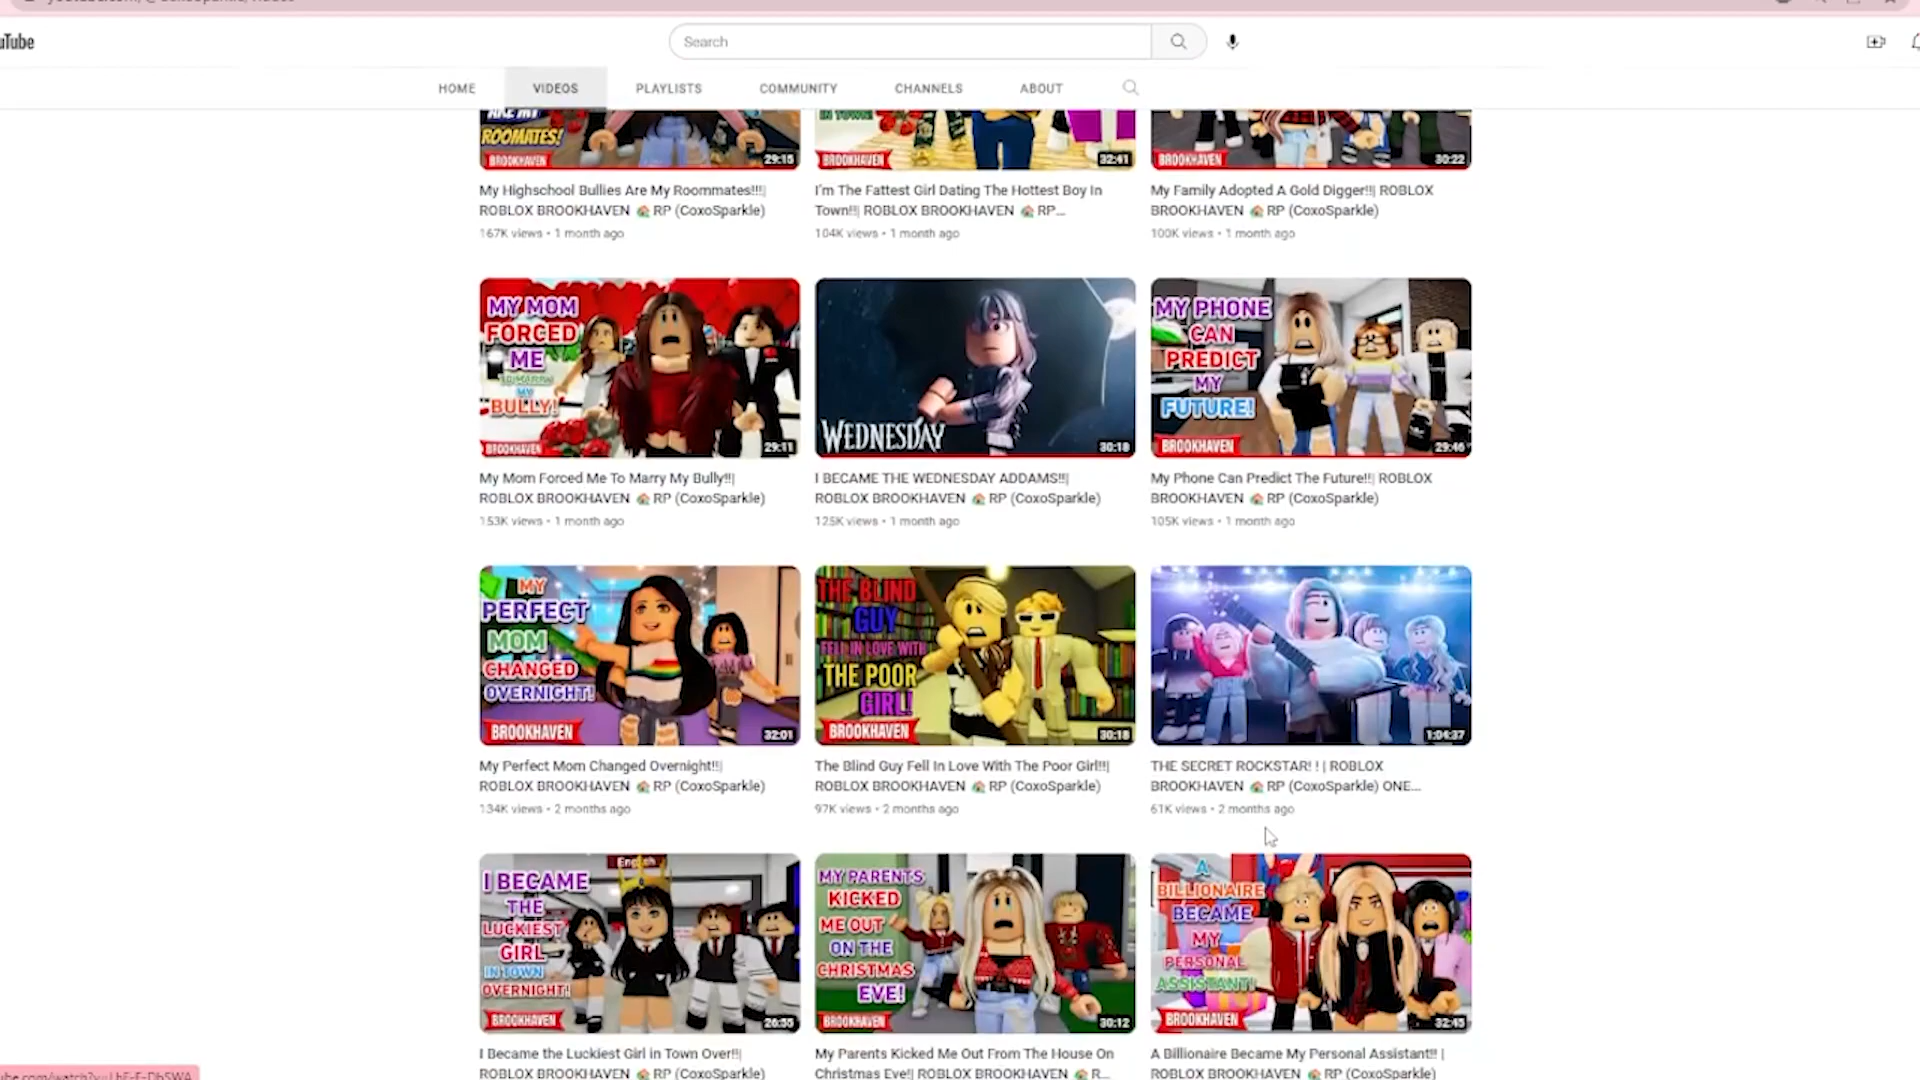 Search
HOME VIDEOS PLAYLISTS COMMUNITY CHANNELS ABOUT
ROOMATES!
BROOKHAVEN
29:15
IN TOWN!
BROOKHAVEN
32:41
BROOKHAVEN
30:22
My Highschool Bullies Are My Roommates!!!|
ROBLOX BROOKHAVEN 🏠 RP (CoxoSparkle)
167K views • 1 month ago
I'm The Fattest Girl Dating The Hottest Boy In
Town!!| ROBLOX BROOKHAVEN 🏠 RP...
104K views • 1 month ago
My Family Adopted A Gold Digger!!| ROBLOX
BROOKHAVEN 🏠 RP (CoxoSparkle)
100K views • 1 month ago
MY MOM
FORCED
ME
MY
BULLY!
BROOKHAVEN
29:11
WEDNESDAY
30:18
MY PHONE
CAN
PREDICT
MY
FUTURE!
BROOKHAVEN
29:46
My Mom Forced Me To Marry My Bully!!|
ROBLOX BROOKHAVEN 🏠 RP (CoxoSparkle)
153K views • 1 month ago
I BECAME THE WEDNESDAY ADDAMS!!|
ROBLOX BROOKHAVEN 🏠 RP (CoxoSparkle)
125K views • 1 month ago
My Phone Can Predict The Future!!| ROBLOX
BROOKHAVEN 🏠 RP (CoxoSparkle)
105K views • 1 month ago
MY
PERFECT
MOM
CHANGED
OVERNIGHT!
BROOKHAVEN
32:01
THE BLIND
GUY
FELL IN LOVE WITH
THE POOR
GIRL!
BROOKHAVEN
30:18
1:04:37
My Perfect Mom Changed Overnight!!|
ROBLOX BROOKHAVEN 🏠 RP (CoxoSparkle)
134K views • 2 months ago
The Blind Guy Fell In Love With The Poor Girl!!|
ROBLOX BROOKHAVEN 🏠 RP (CoxoSparkle)
97K views • 2 months ago
THE SECRET ROCKSTAR! ! | ROBLOX
BROOKHAVEN 🏠 RP (CoxoSparkle) ONE...
61K views • 2 months ago
English
I BECAME
THE
LUCKIEST
GIRL
IN TOWN
OVERNIGHT!
BROOKHAVEN
26:55
MY PARENTS
KICKED
ME OUT
ON THE
CHRISTMAS
EVE!
BROOKHAVEN
30:12
A
BILLIONAIRE
BECAME
MY
PERSONAL
ASSISTANT!
BROOKHAVEN
32:45
I Became the Luckiest Girl in Town Over!!|
ROBLOX BROOKHAVEN 🏠 RP (CoxoSparkle)
My Parents Kicked Me Out From The House On
Christmas Eve!| ROBLOX BROOKHAVEN 🏠 R...
A Billionaire Became My Personal Assistant!! |
ROBLOX BROOKHAVEN 🏠 RP (CoxoSparkle)